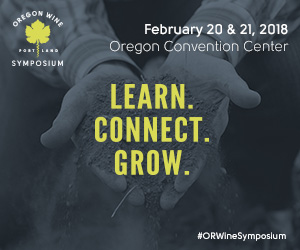 OREGON WINE
PORTLAND
SYMPOSIUM
February 20 & 21, 2018
Oregon Convention Center
LEARN.
CONNECT.
GROW.
#ORWineSymposium